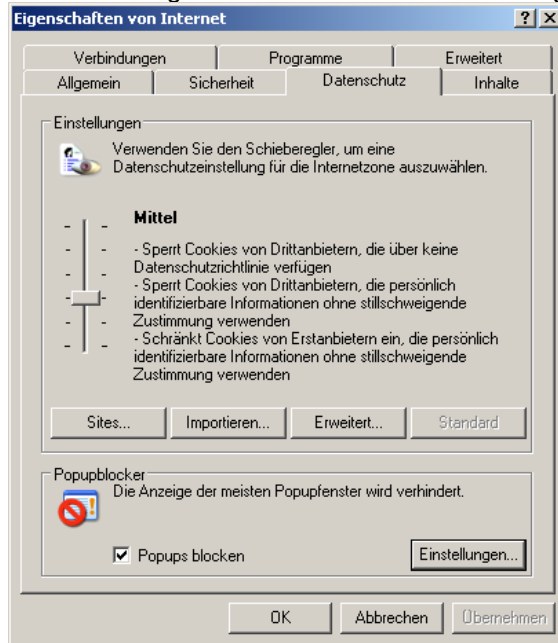 Eigenschaften von Internet
Verbindungen Programme Erweitert
Allgemein Sicherheit Datenschutz Inhalte
Einstellungen
Verwenden Sie den Schieberegler, um eine
Datenschutzeinstellung für die Internetzone auszuwählen.
Mittel
- Sperrt Cookies von Drittanbietern, die über keine
Datenschutzrichtlinie verfügen
- Sperrt Cookies von Drittanbietern, die persönlich
identifizierbare Informationen ohne stillschweigende
Zustimmung verwenden
- Schränkt Cookies von Erstanbietern ein, die persönlich
identifizierbare Informationen ohne stillschweigende
Zustimmung verwenden
Sites... Importieren... Erweitert... Standard
Popupblocker
Die Anzeige der meisten Popupfenster wird verhindert.
Popups blocken Einstellungen...
OK Abbrechen Übernehmen